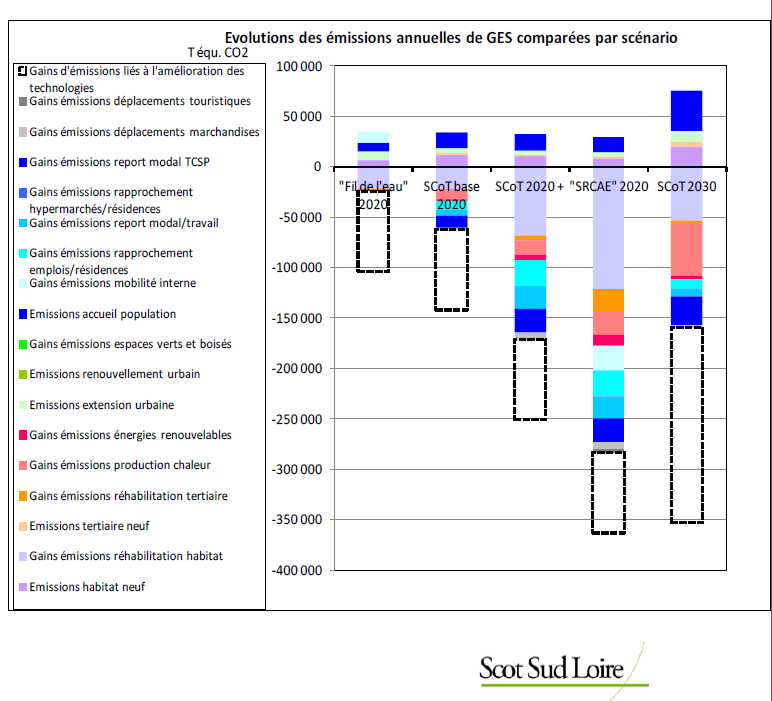 Evolutions des émissions annuelles de GES comparées par scénario
T équ. CO2
Gains d'émissions liés à l'amélioration des
technologies
Gains émissions déplacements touristiques
Gains émissions déplacements marchandises
Gains émissions report modal TCSP
Gains émissions rapprochement
hypermarchés/résidences
Gains émissions report modal/travail
Gains émissions rapprochement
emplois/résidences
Gains émissions mobilité interne
Emissions accueil population
Gains émissions espaces verts et boisés
Emissions renouvellement urbain
Emissions extension urbaine
Gains émissions énergies renouvelables
Gains émissions production chaleur
Gains émissions réhabilitation tertiaire
Emissions tertiaire neuf
Gains émissions réhabilitation habitat
Emissions habitat neuf
100 000
50 000
0
-50 000
-100 000
-150 000
-200 000
-250 000
-300 000
-350 000
-400 000
"Fil de l'eau"
2020
SCoT base
2020
SCoT 2020 +
"SRCAE" 2020
SCoT 2030
Scot Sud Loire